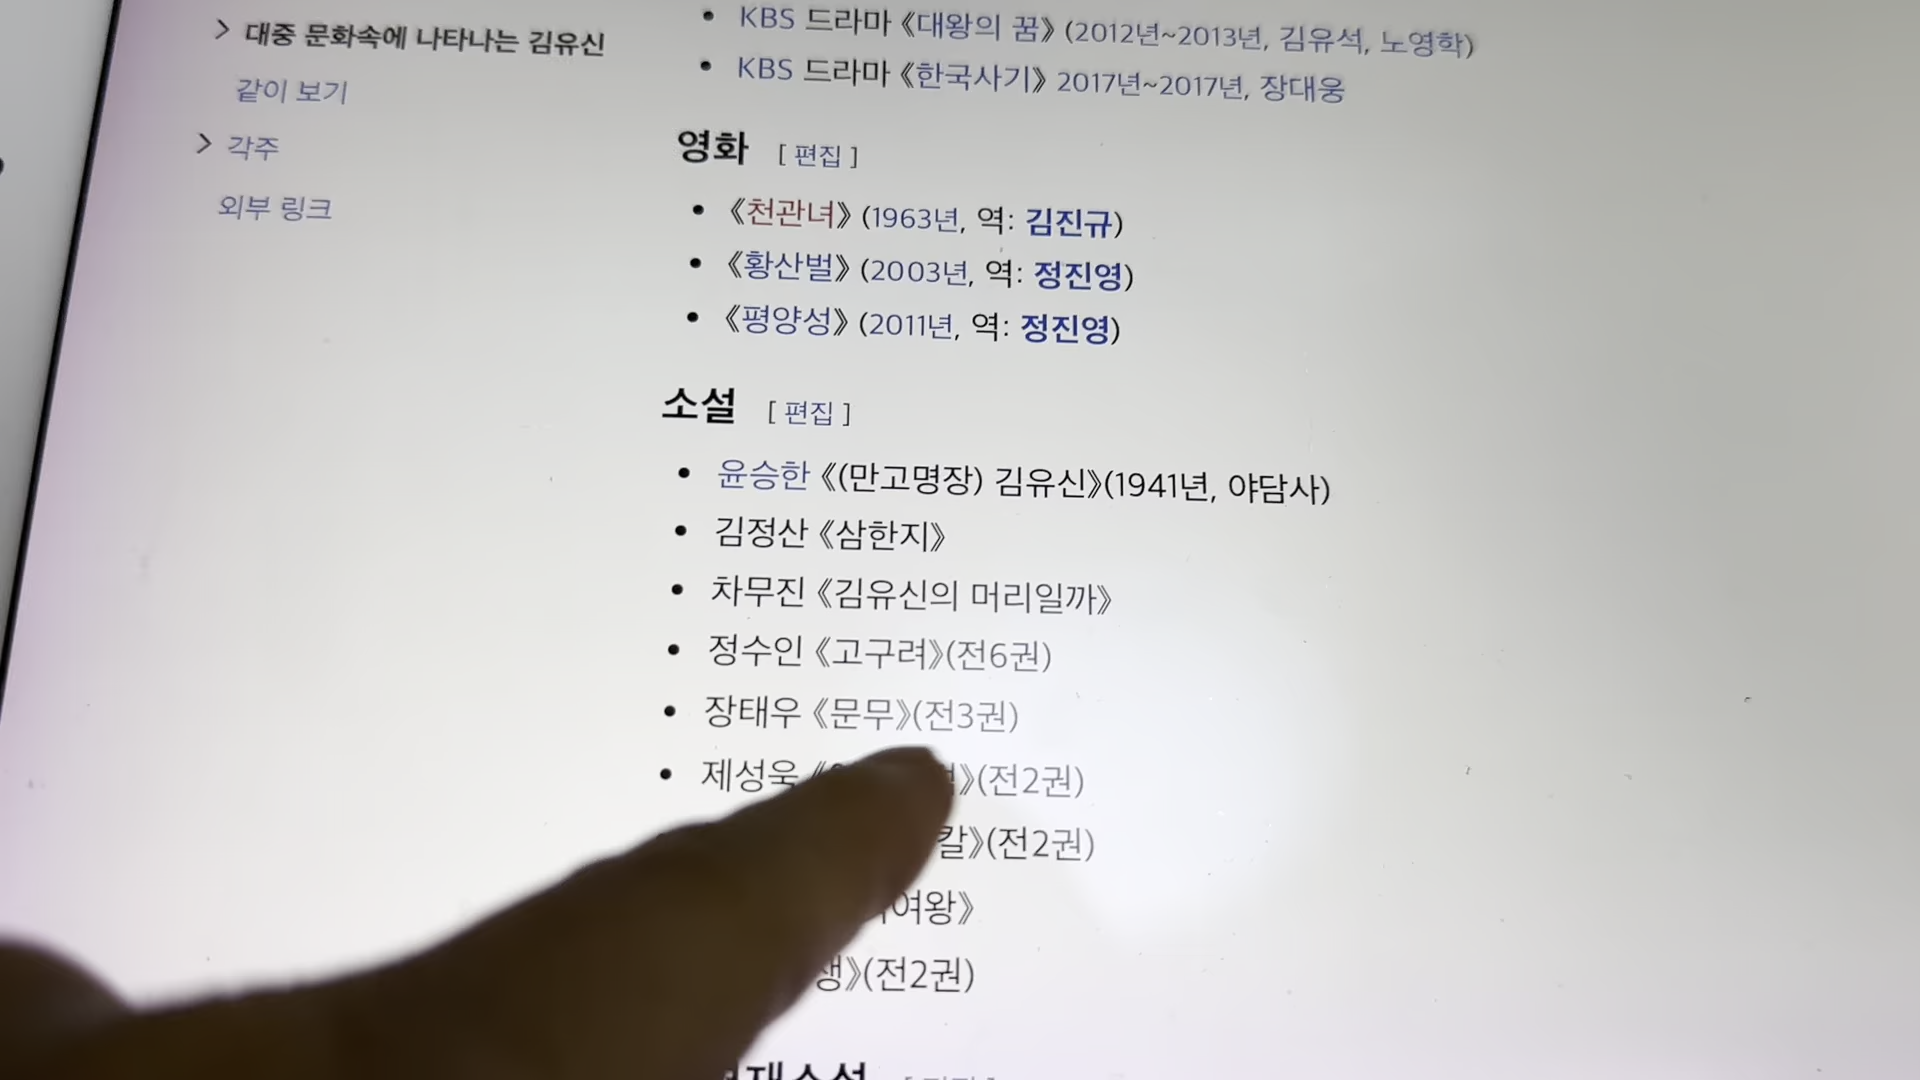 대중 문화속에 나타나는 김유신
같이 보기
각주
외부 링크
KBS 드라마 《대왕의 꿈》 (2012년~2013년, 김유석, 노영학)
KBS 드라마 《한국사기》 2017년~2017년, 장대웅
영화 [ 편집 ]
《천관녀》 (1963년, 역: 김진규)
《황산벌》 (2003년, 역: 정진영)
《평양성》 (2011년, 역: 정진영)
소설 [ 편집 ]
윤승한 《(만고명장) 김유신》(1941년, 야담사)
김정산 《삼한지》
차무진 《김유신의 머리일까》
정수인 《고구려》(전6권)
장태우 《문무》(전3권)
제성욱 (전2권)
칼》(전2권)
여왕》
생》(전2권)